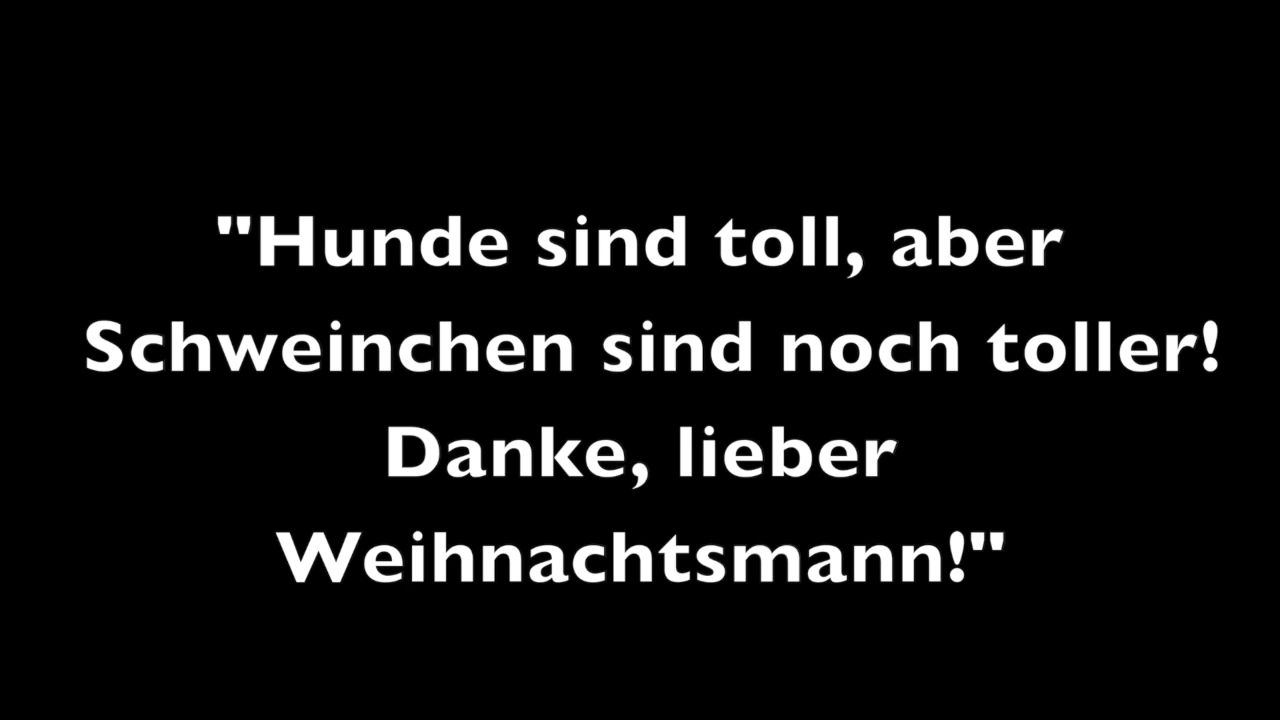 "Hunde sind toll, aber
Schweinchen sind noch toller!
Danke, lieber
Weihnachtsmann!"